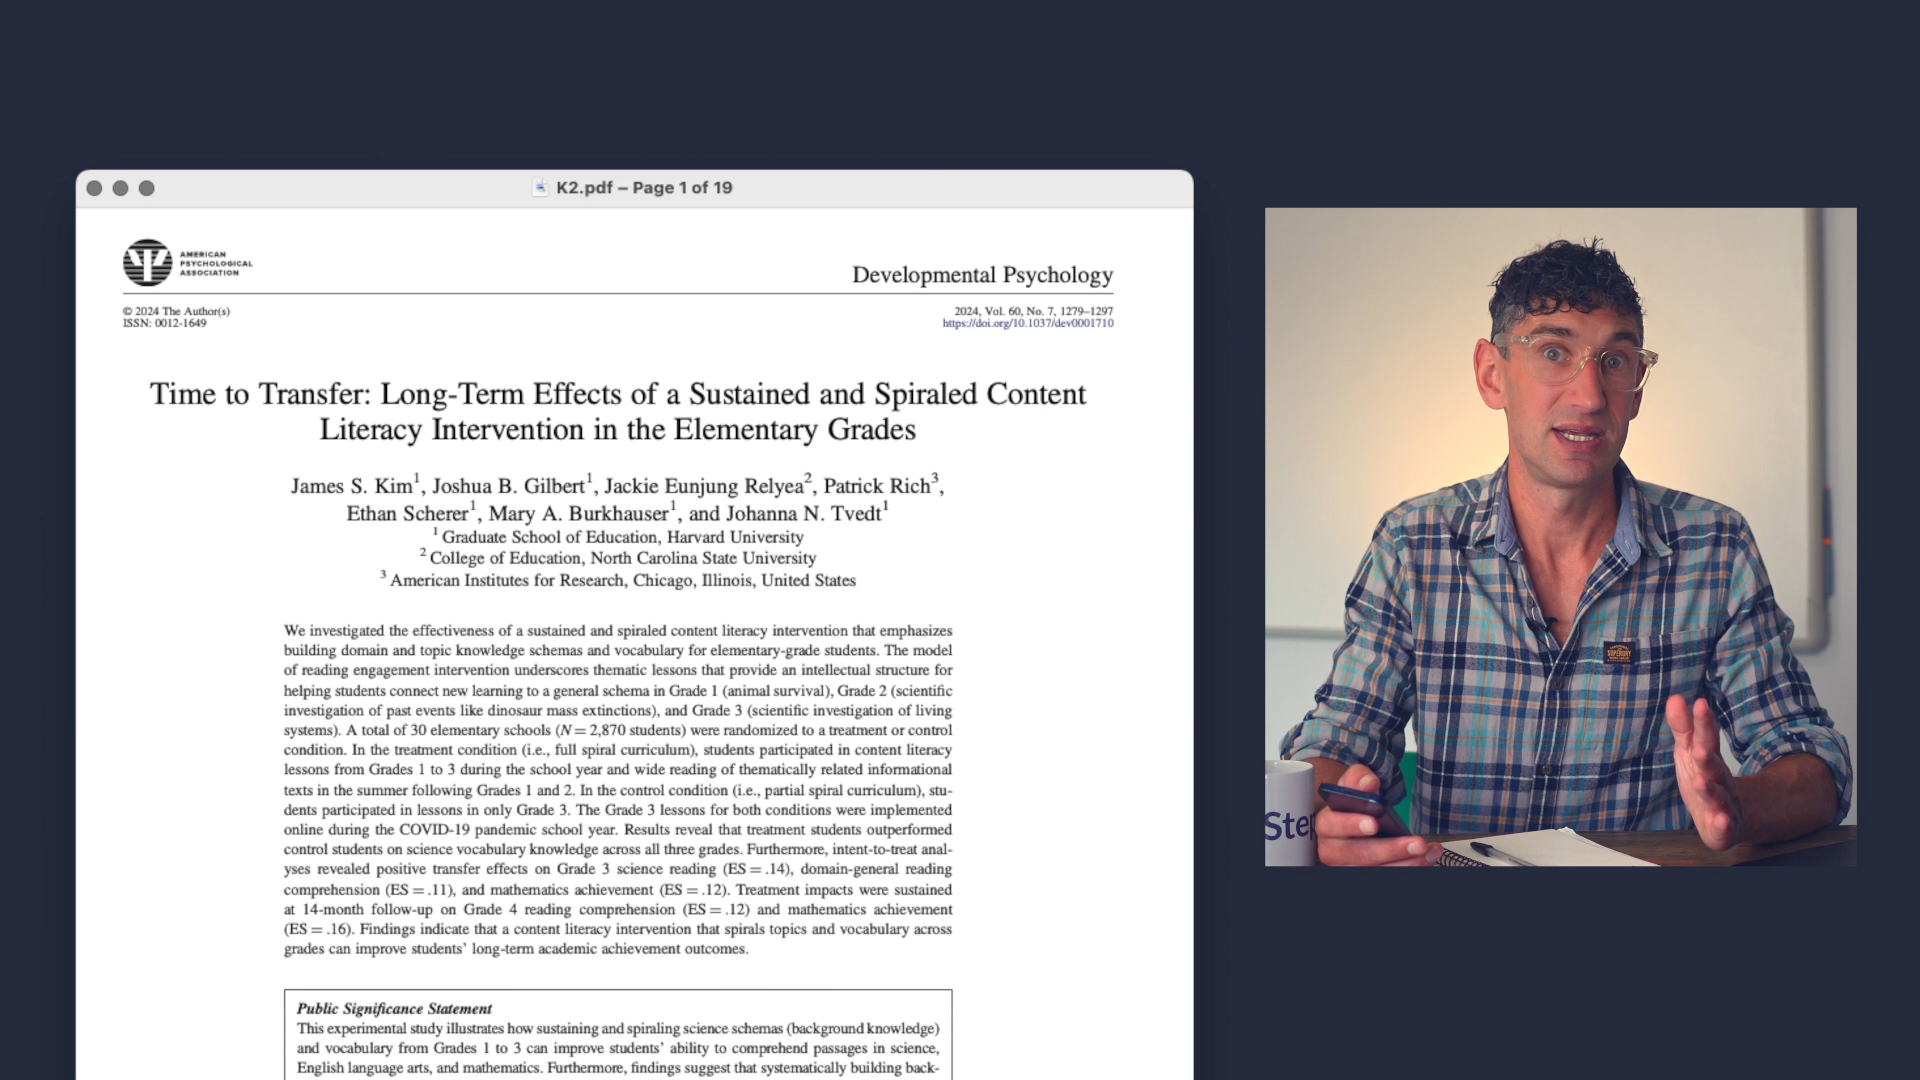 K2.pdf – Page 1 of 19
AMERICAN
PSYCHOLOGICAL
ASSOCIATION
Developmental Psychology
© 2024 The Author(s)
ISSN: 0012-1649
2024, Vol. 60, No. 7, 1279–1297
https://doi.org/10.1037/dev0001710
Time to Transfer: Long-Term Effects of a Sustained and Spiraled Content
Literacy Intervention in the Elementary Grades
James S. Kim1, Joshua B. Gilbert1, Jackie Eunjung Relyea2, Patrick Rich3,
Ethan Scherer1, Mary A. Burkhauser1, and Johanna N. Tvedt1
1 Graduate School of Education, Harvard University
2 College of Education, North Carolina State University
3 American Institutes for Research, Chicago, Illinois, United States
We investigated the effectiveness of a sustained and spiraled content literacy intervention that emphasizes
building domain and topic knowledge schemas and vocabulary for elementary-grade students. The model
of reading engagement intervention underscores thematic lessons that provide an intellectual structure for
helping students connect new learning to a general schema in Grade 1 (animal survival), Grade 2 (scientific
investigation of past events like dinosaur mass extinctions), and Grade 3 (scientific investigation of living
systems). A total of 30 elementary schools (N = 2,870 students) were randomized to a treatment or control
condition. In the treatment condition (i.e., full spiral curriculum), students participated in content literacy
lessons from Grades 1 to 3 during the school year and wide reading of thematically related informational
texts in the summer following Grades 1 and 2. In the control condition (i.e., partial spiral curriculum), stu-
dents participated in lessons in only Grade 3. The Grade 3 lessons for both conditions were implemented
online during the COVID-19 pandemic school year. Results reveal that treatment students outperformed
control students on science vocabulary knowledge across all three grades. Furthermore, intent-to-treat anal-
yses revealed positive transfer effects on Grade 3 science reading (ES = .14), domain-general reading
comprehension (ES = .11), and mathematics achievement (ES = .12). Treatment impacts were sustained
at 14-month follow-up on Grade 4 reading comprehension (ES = .12) and mathematics achievement
(ES = .16). Findings indicate that a content literacy intervention that spirals topics and vocabulary across
grades can improve students’ long-term academic achievement outcomes.
Public Significance Statement
This experimental study illustrates how sustaining and spiraling science schemas (background knowledge)
and vocabulary from Grades 1 to 3 can improve students’ ability to comprehend passages in science,
English language arts, and mathematics. Furthermore, findings suggest that systematically building back-
SUPERDRY
Step